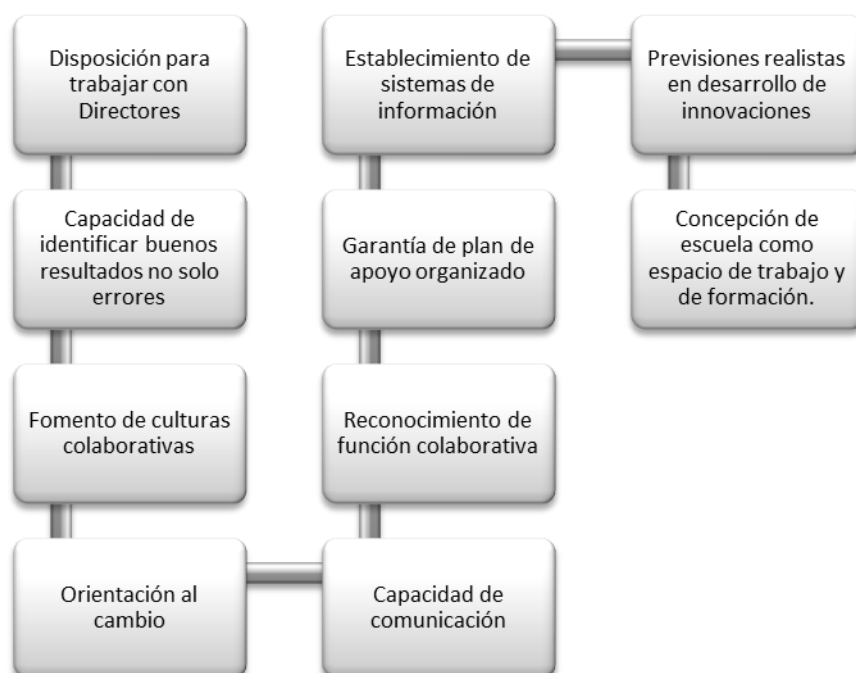 Disposición para
trabajar con
Directores
Capacidad de
identificar buenos
resultados no solo
errores
Fomento de culturas
colaborativas
Orientación al
cambio
Capacidad de
comunicación
Reconocimiento de
función colaborativa
Garantía de plan de
apoyo organizado
Establecimiento de
sistemas de
información
Previsiones realistas
en desarrollo de
innovaciones
Concepción de
escuela como
espacio de trabajo y
de formación.